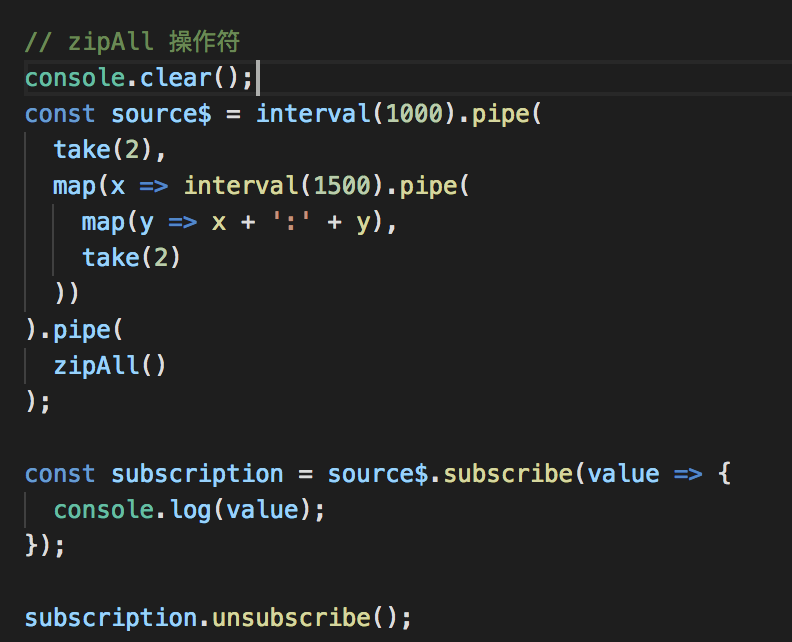 // zipAll 操作符
console.clear();
const source$ = interval(1000).pipe(
  take(2),
  map(x => interval(1500).pipe(
    map(y => x + ':' + y),
    take(2)
  ))
).pipe(
  zipAll()
);

const subscription = source$.subscribe(value => {
  console.log(value);
});

subscription.unsubscribe();